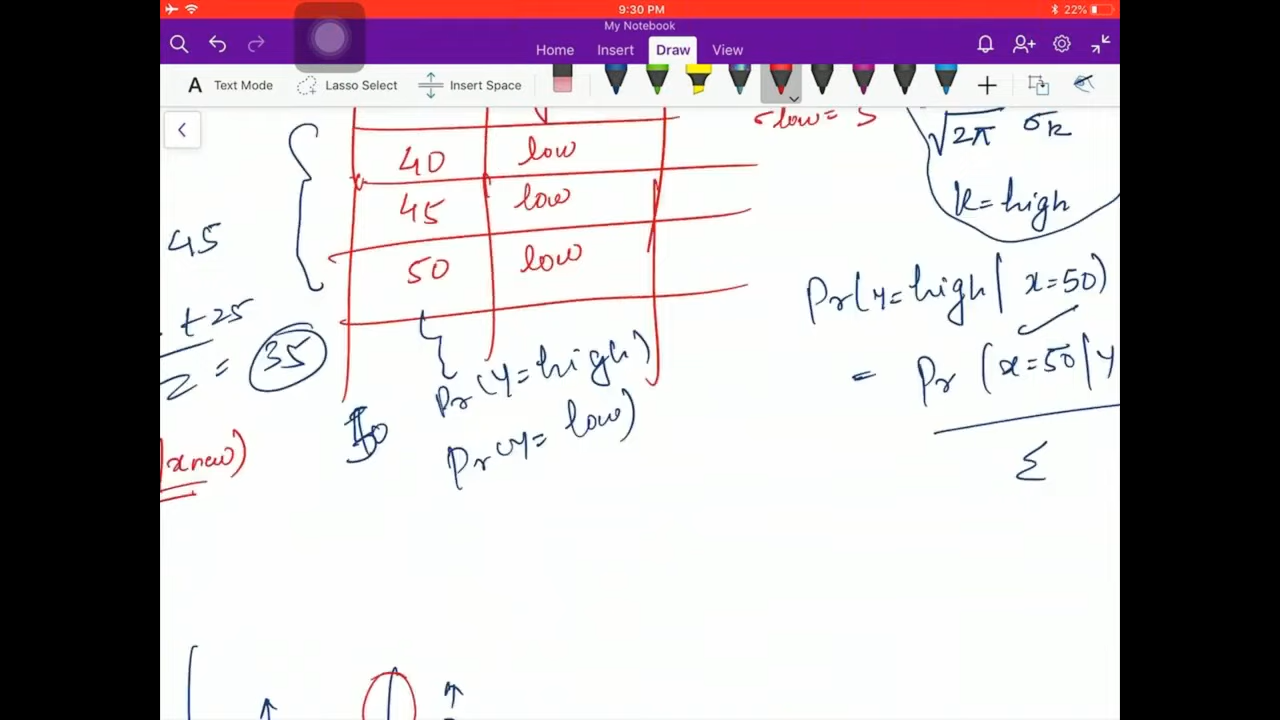 9:30 PM
22%
My Notebook
Home Insert Draw View
Text Mode Lasso Select Insert Space
σlow = 5
√2π σk
40 low
45 low
k = high
45
50 low
Pr(Y=high | x=50)
+ 25
2 = 35
Pr(Y=high)
= Pr (x=50 | Y
Pr(Y= low)
Σ
xnew)